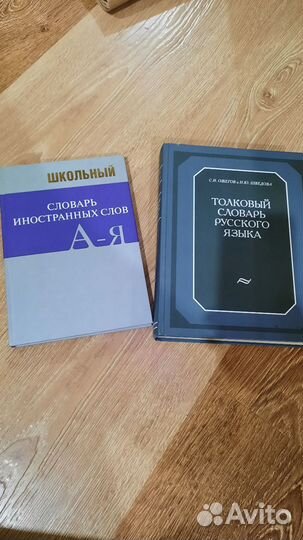 ШКОЛЬНЫЙ
СЛОВАРЬ
ИНОСТРАННЫХ СЛОВ
А-Я
С.И. ОЖЕГОВ и Н.Ю. ШВЕДОВА
ТОЛКОВЫЙ
СЛОВАРЬ
РУССКОГО
ЯЗЫКА
Avito